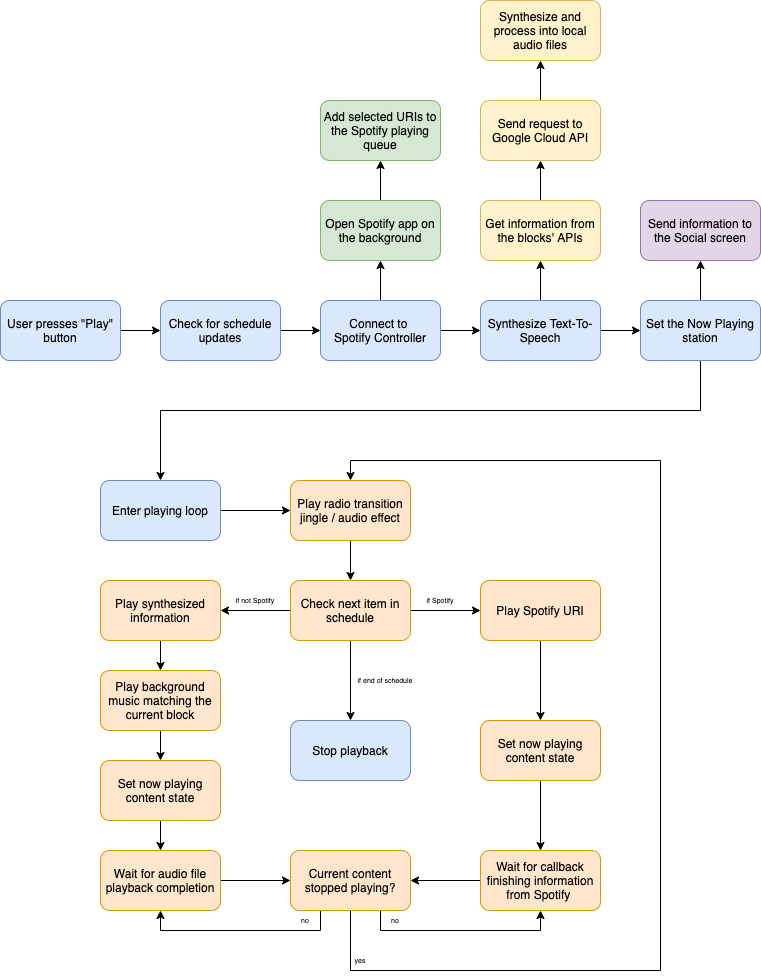 Synthesize and
process into local
audio files
Add selected URIs to
the Spotify playing
queue
Send request to
Google Cloud API
Open Spotify app on
the background
Get information from
the blocks' APIs
Send information to
the Social screen
User presses "Play"
button
Check for schedule
updates
Connect to
Spotify Controller
Synthesize Text-To-
Speech
Set the Now Playing
station
Enter playing loop
Play radio transition
jingle / audio effect
Play synthesized
information
if not Spotify
Check next item in
schedule
if Spotify
Play Spotify URI
if end of schedule
Play background
music matching the
current block
Stop playback
Set now playing
content state
Set now playing
content state
Wait for audio file
playback completion
Current content
stopped playing?
Wait for callback
finishing information
from Spotify
no
no
yes